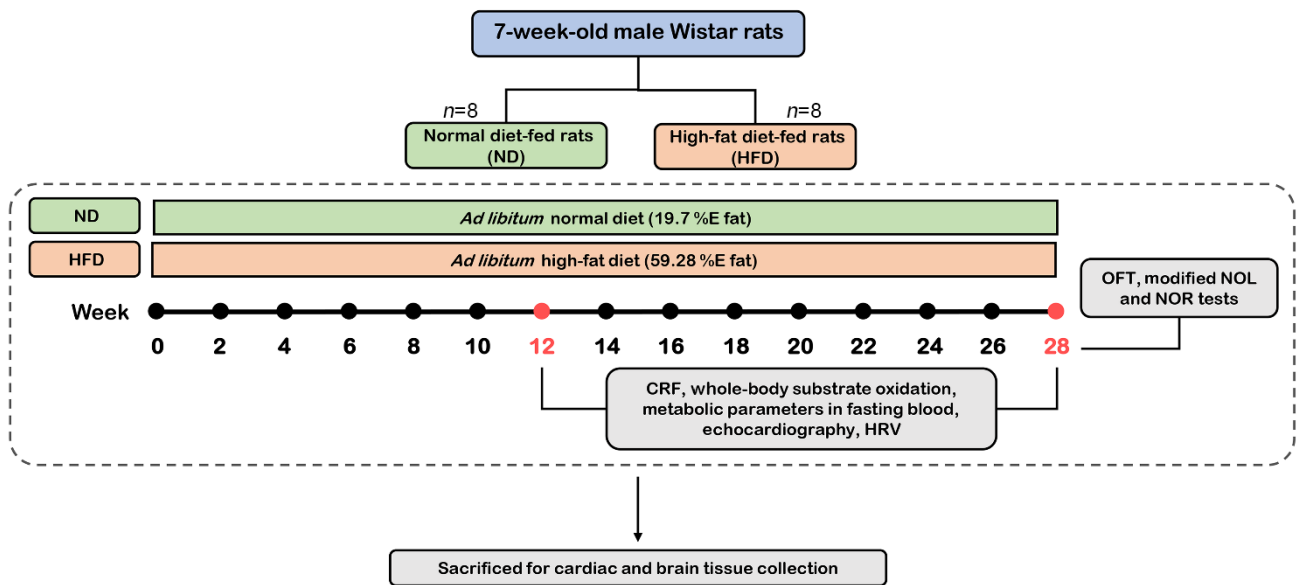 7-week-old male Wistar rats
n=8
n=8
Normal diet-fed rats
(ND)
High-fat diet-fed rats
(HFD)
ND
Ad libitum normal diet (19.7 %E fat)
HFD
Ad libitum high-fat diet (59.28 %E fat)
OFT, modified NOL
and NOR tests
Week
0 2 4 6 8 10 12 14 16 18 20 22 24 26 28
CRF, whole-body substrate oxidation,
metabolic parameters in fasting blood,
echocardiography, HRV
Sacrificed for cardiac and brain tissue collection